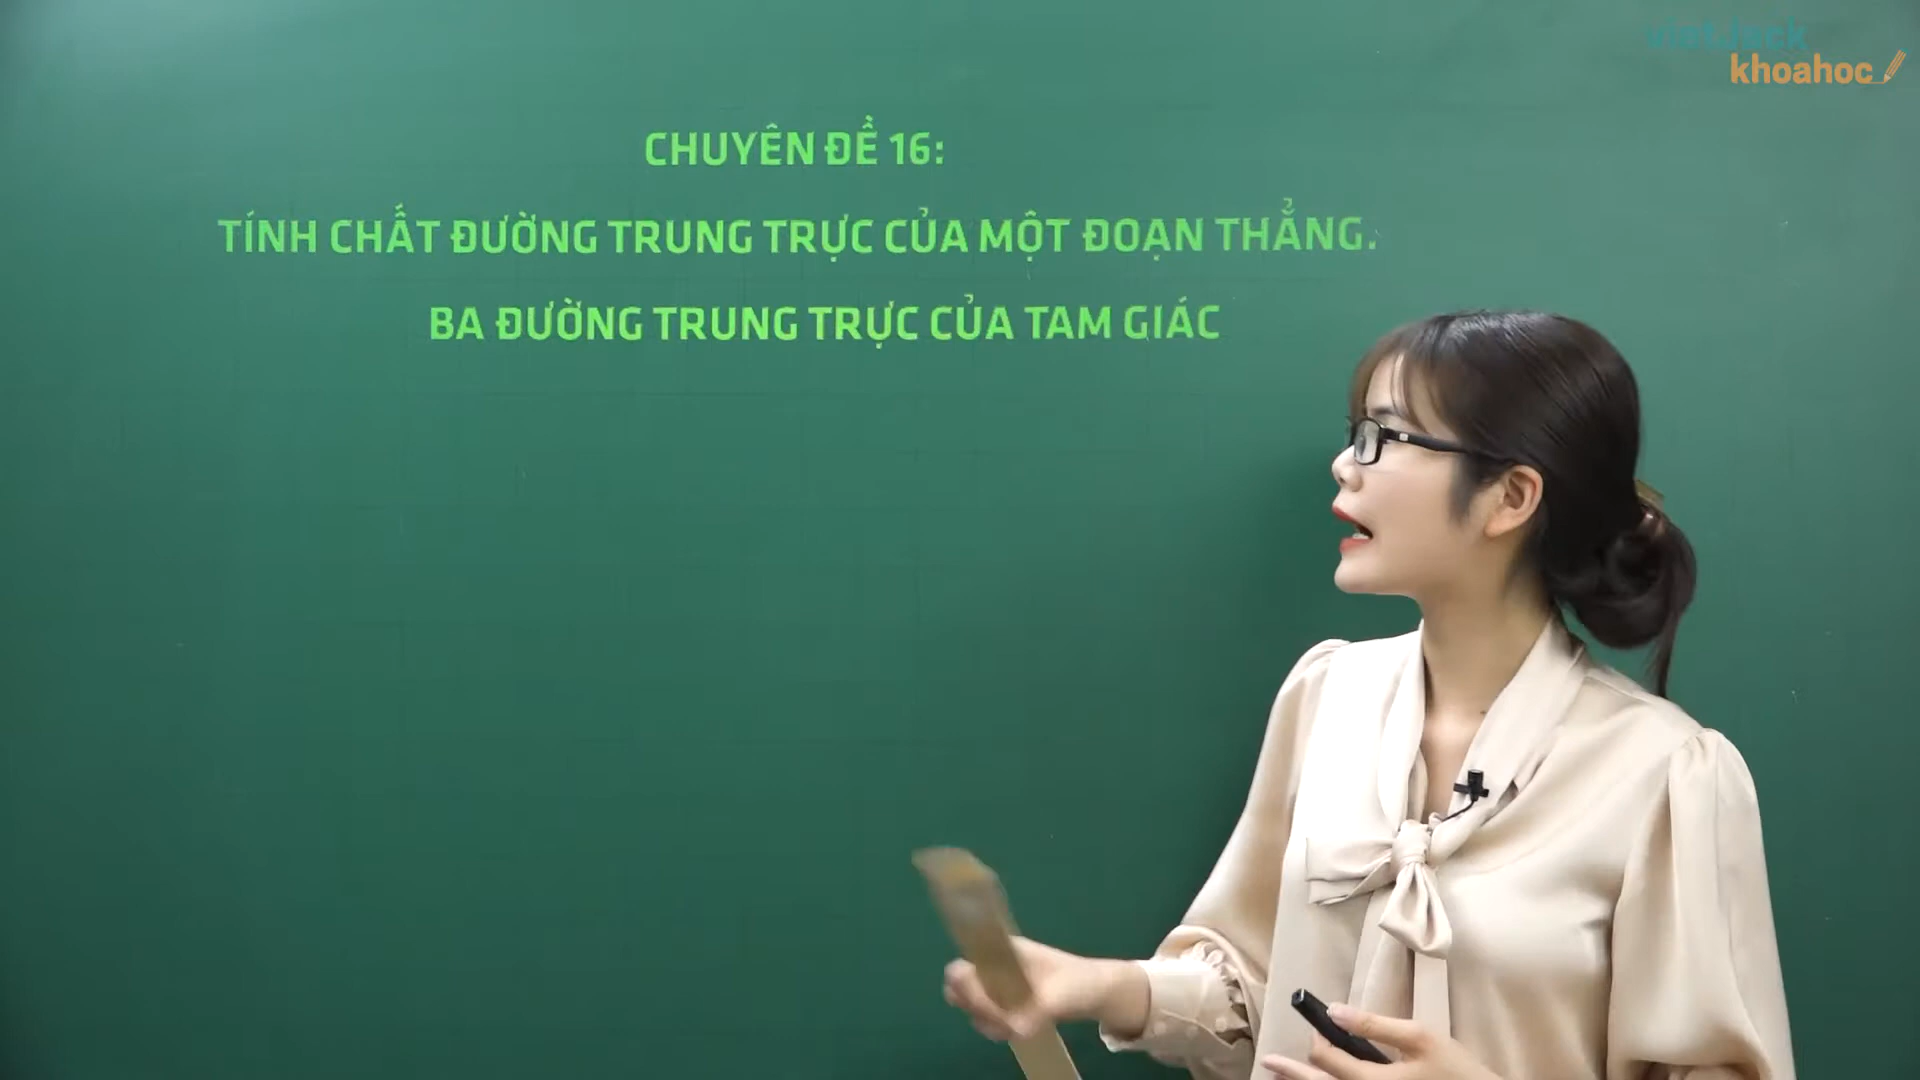 vietJack
khoahoc
CHUYÊN ĐỀ 16:
TÍNH CHẤT ĐƯỜNG TRUNG TRỰC CỦA MỘT ĐOẠN THẲNG.
BA ĐƯỜNG TRUNG TRỰC CỦA TAM GIÁC